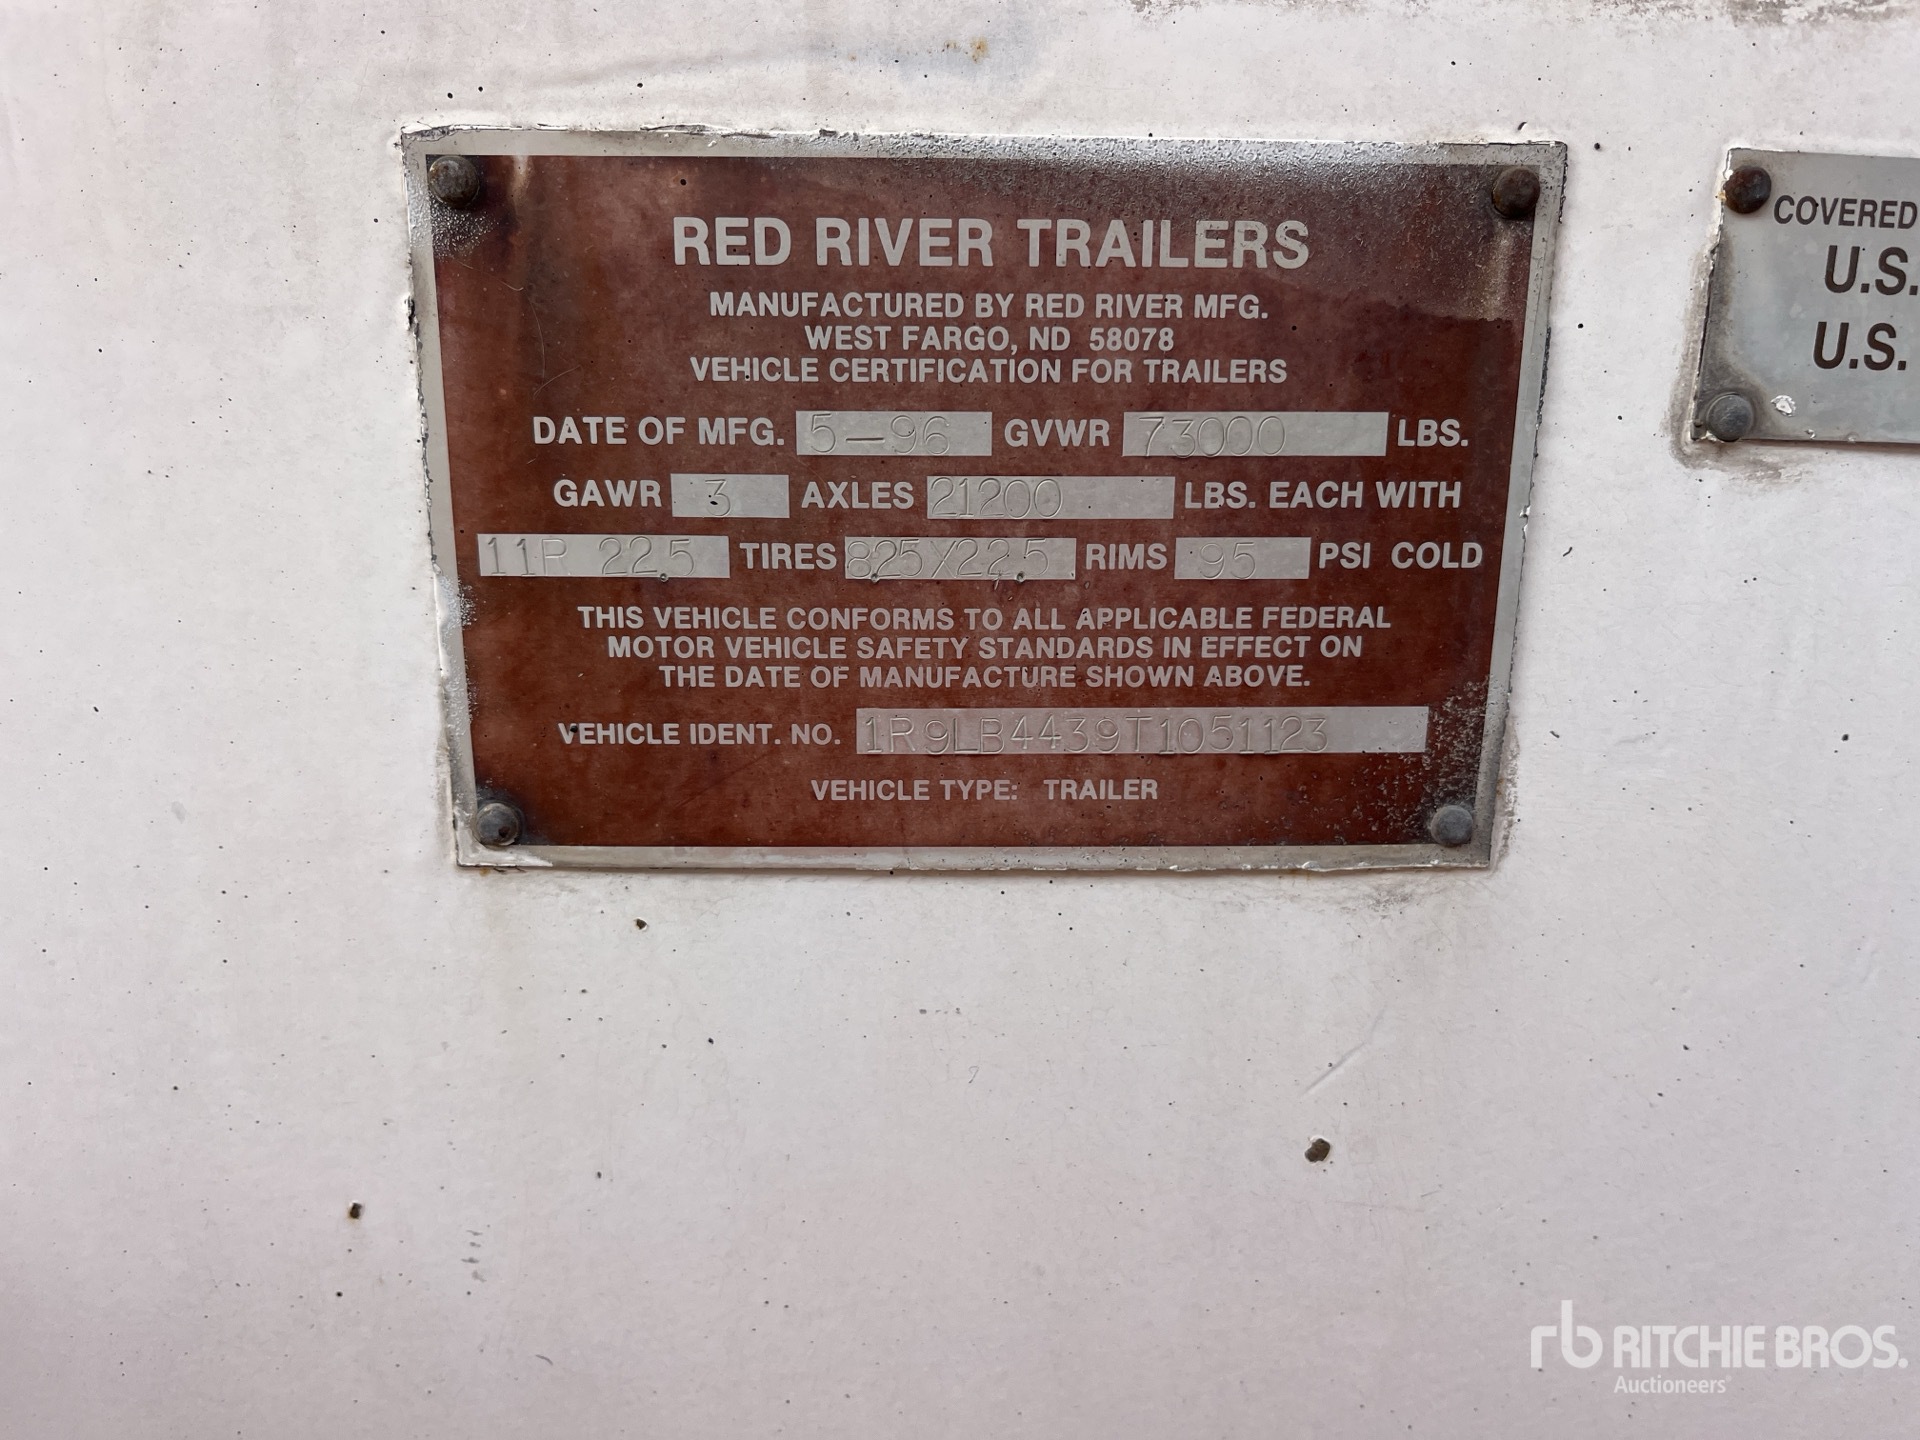 RED RIVER TRAILERS
MANUFACTURED BY RED RIVER MFG.
WEST FARGO, ND 58078
VEHICLE CERTIFICATION FOR TRAILERS
DATE OF MFG. 5-96 GVWR 73000 LBS.
GAWR 3 AXLES 21200 LBS. EACH WITH
11R 22.5 TIRES 8.25X22.5 RIMS 95 PSI COLD
THIS VEHICLE CONFORMS TO ALL APPLICABLE FEDERAL
MOTOR VEHICLE SAFETY STANDARDS IN EFFECT ON
THE DATE OF MANUFACTURE SHOWN ABOVE.
VEHICLE IDENT. NO. 1R9LB4439T1051123
VEHICLE TYPE: TRAILER
COVERED
U.S.
U.S.
rb RITCHIE BROS.
Auctioneers